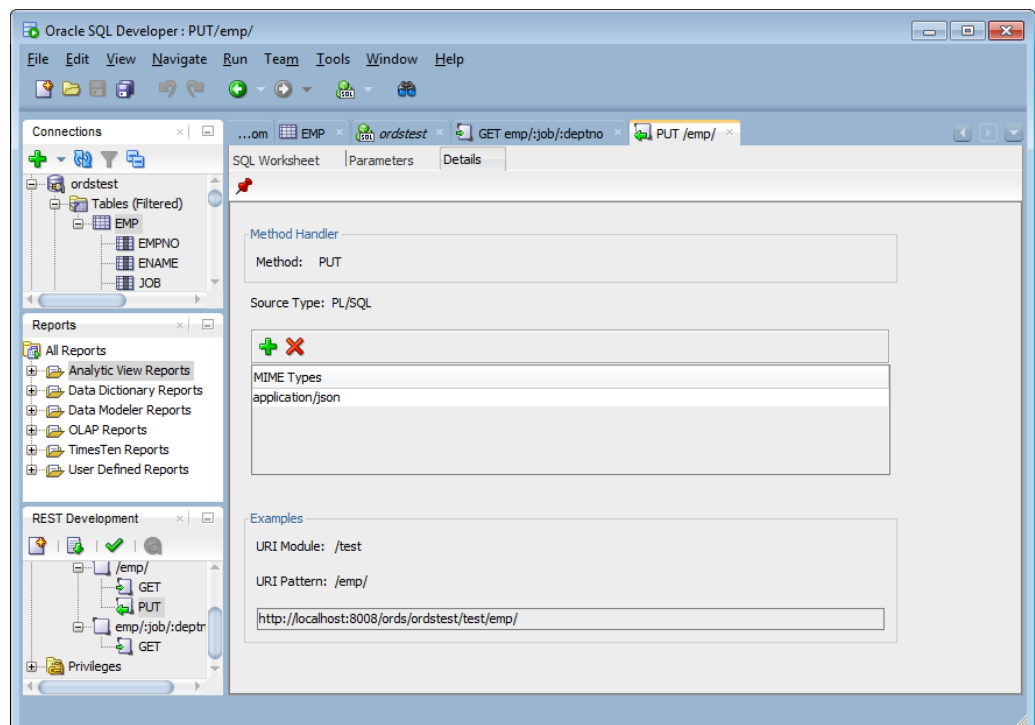 Oracle SQL Developer : PUT/emp/
File Edit View Navigate Run Team Tools Window Help
Connections
ordstest
Tables (Filtered)
EMP
EMPNO
ENAME
JOB
Reports
All Reports
Analytic View Reports
Data Dictionary Reports
Data Modeler Reports
OLAP Reports
TimesTen Reports
User Defined Reports
REST Development
/emp/
GET
PUT
emp/:job/:deptr
GET
Privileges
...om EMP ordstest GET emp/:job/:deptno PUT /emp/
SQL Worksheet Parameters Details
Method Handler
Method: PUT
Source Type: PL/SQL
MIME Types
application/json
Examples
URI Module: /test
URI Pattern: /emp/
http://localhost:8008/ords/ordstest/test/emp/